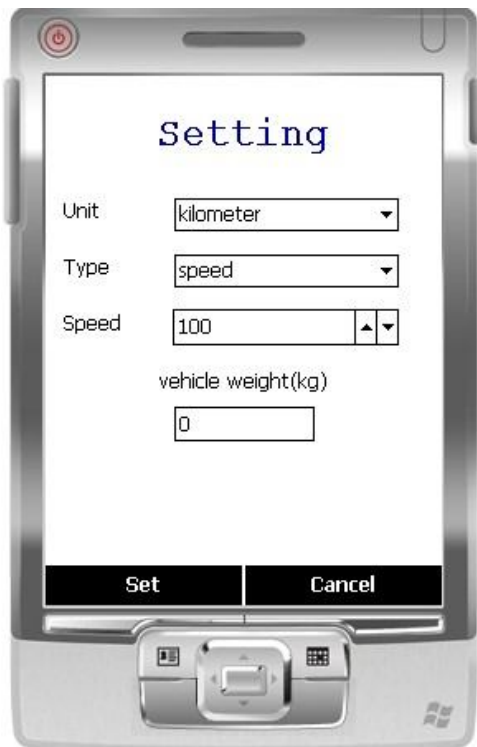 Setting
Unit kilometer
Type speed
Speed 100
vehicle weight(kg)
0
Set Cancel